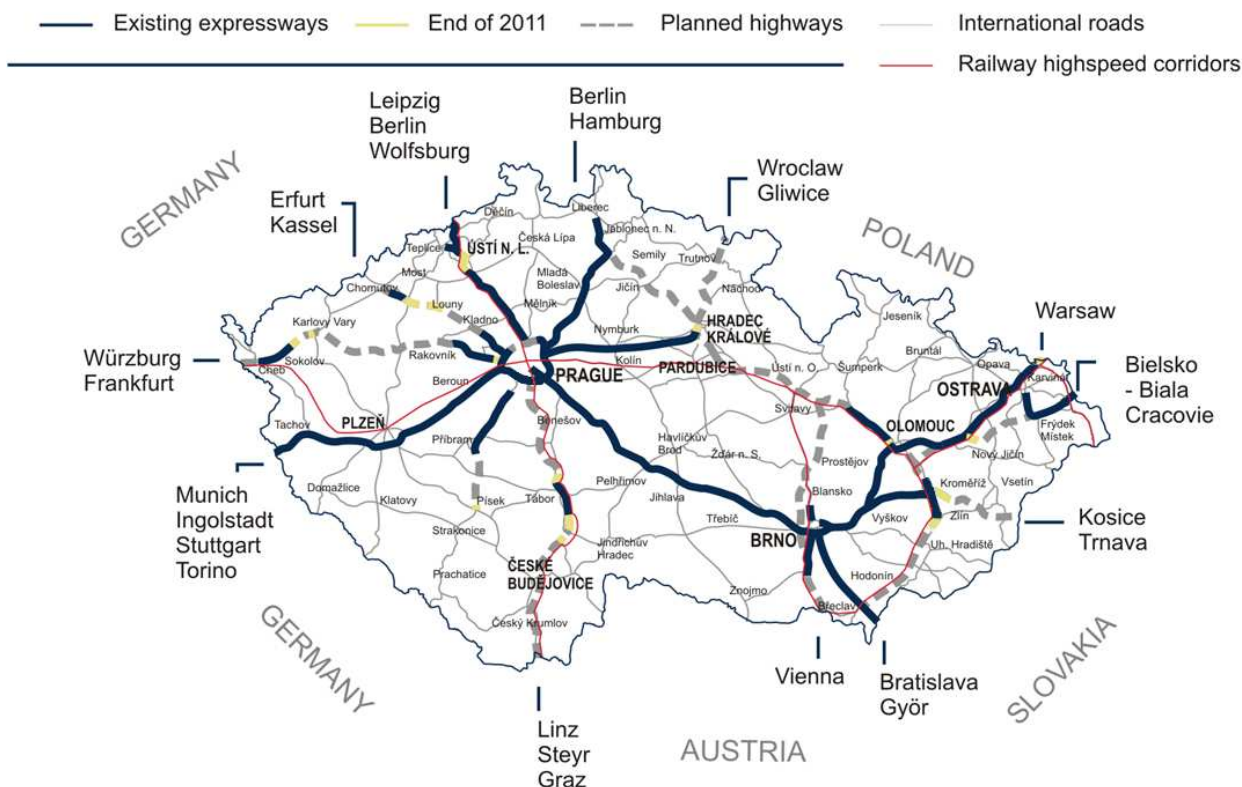 Existing expressways
End of 2011
Planned highways
International roads
Railway highspeed corridors
Leipzig
Berlin
Wolfsburg
Berlin
Hamburg
Wroclaw
Gliwice
Erfurt
Kassel
GERMANY
POLAND
Warsaw
Bielsko
- Biala
Cracovie
Würzburg
Frankfurt
Děčín
Liberec
Jablonec n. N.
Teplice
ÚSTÍ N. L.
Česká Lípa
Semily
Trutnov
Most
Chomutov
Mladá
Boleslav
Jičín
Náchod
Louny
Mělník
Karlovy Vary
Kladno
Nymburk
HRADEC
KRÁLOVÉ
Jeseník
Sokolov
Cheb
Rakovník
Kolín
PARDUBICE
Ústí n. O.
Šumperk
Bruntál
Opava
Karviná
Beroun
PRAGUE
OSTRAVA
Svitavy
Tachov
PLZEŇ
Benešov
OLOMOUC
Frýdek
Místek
Příbram
Havlíčkův
Brod
Žďár n. S.
Prostějov
Nový Jičín
Domažlice
Klatovy
Písek
Tábor
Pelhřimov
Jihlava
Blansko
Kroměříž
Vsetín
Strakonice
Třebíč
Vyškov
Zlín
Jindřichův
Hradec
BRNO
Uh. Hradiště
Prachatice
ČESKÉ
BUDĚJOVICE
Znojmo
Hodonín
Břeclav
Český Krumlov
Munich
Ingolstadt
Stuttgart
Torino
Kosice
Trnava
GERMANY
Vienna
Bratislava
Györ
SLOVAKIA
Linz
Steyr
Graz
AUSTRIA